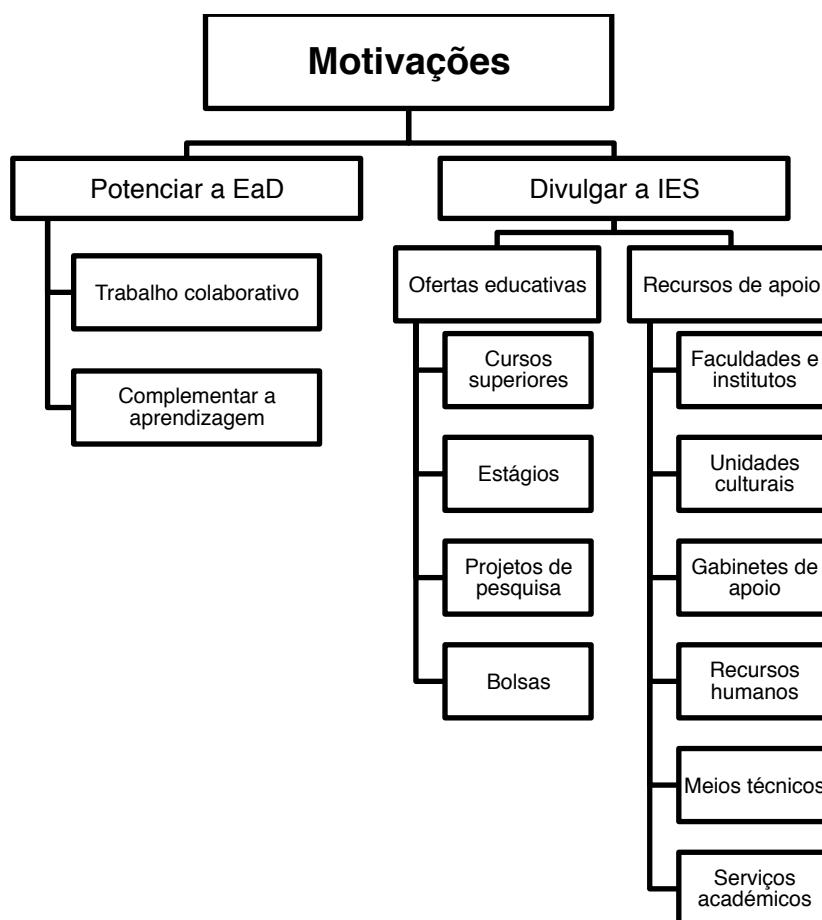 Motivações
Potenciar a EaD
Divulgar a IES
Trabalho colaborativo
Complementar a
aprendizagem
Ofertas educativas
Cursos
superiores
Estágios
Projetos de
pesquisa
Bolsas
Recursos de apoio
Faculdades e
institutos
Unidades
culturais
Gabinetes de
apoio
Recursos
humanos
Meios técnicos
Serviços
académicos